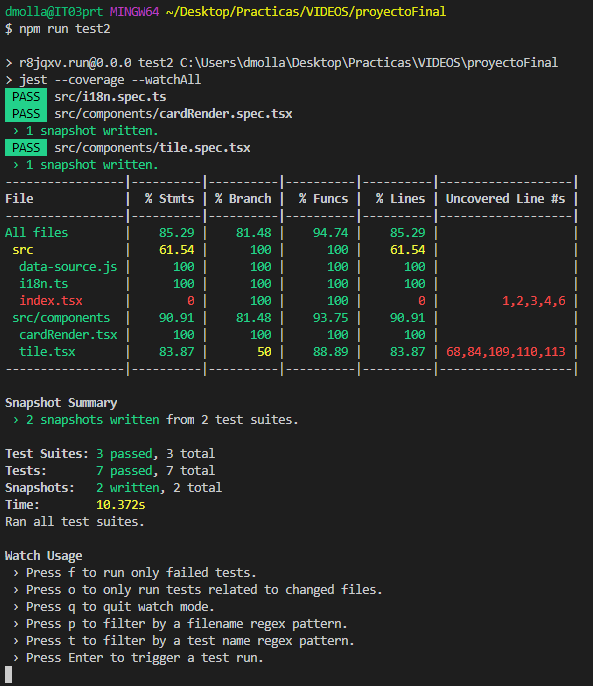 dmolla@IT03prt MINGW64 ~/Desktop/Practicas/VIDEOS/proyectoFinal
$ npm run test2

> r8jqxv.run@0.0.0 test2 C:\Users\dmolla\Desktop\Practicas\VIDEOS\proyectoFinal
> jest --coverage --watchAll
PASS src/i18n.spec.ts
PASS src/components/cardRender.spec.tsx
 › 1 snapshot written.
PASS src/components/tile.spec.tsx
 › 1 snapshot written.
-----------------|----------|----------|----------|----------|-------------------|
File             |  % Stmts | % Branch |  % Funcs |  % Lines | Uncovered Line #s |
-----------------|----------|----------|----------|----------|-------------------|
All files        |    85.29 |    81.48 |    94.74 |    85.29 |                   |
 src             |    61.54 |      100 |      100 |    61.54 |                   |
  data-source.js |      100 |      100 |      100 |      100 |                   |
  i18n.ts        |      100 |      100 |      100 |      100 |                   |
  index.tsx      |        0 |      100 |      100 |        0 |         1,2,3,4,6 |
 src/components  |    90.91 |    81.48 |    93.75 |    90.91 |                   |
  cardRender.tsx |      100 |      100 |      100 |      100 |                   |
  tile.tsx       |    83.87 |       50 |    88.89 |    83.87 | 68,84,109,110,113 |
-----------------|----------|----------|----------|----------|-------------------|

Snapshot Summary
 › 2 snapshots written from 2 test suites.

Test Suites: 3 passed, 3 total
Tests:       7 passed, 7 total
Snapshots:   2 written, 2 total
Time:        10.372s
Ran all test suites.

Watch Usage
 › Press f to run only failed tests.
 › Press o to only run tests related to changed files.
 › Press q to quit watch mode.
 › Press p to filter by a filename regex pattern.
 › Press t to filter by a test name regex pattern.
 › Press Enter to trigger a test run.